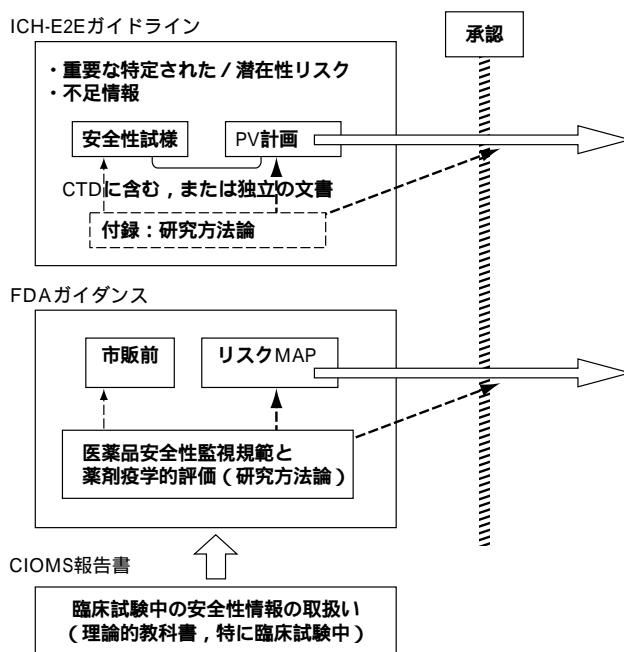 ICH-E2Eガイドライン
承認
・重要な特定された / 潜在性リスク
・不足情報
安全性試様
PV計画
CTDに含む，または独立の文書
付録：研究方法論
FDAガイダンス
市販前
リスクMAP
医薬品安全性監視規範と
薬剤疫学的評価（研究方法論）
CIOMS報告書
臨床試験中の安全性情報の取扱い
（理論的教科書，特に臨床試験中）